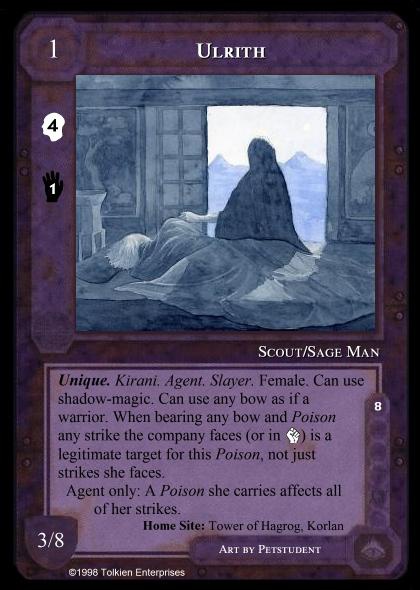 1
ULRITH
4
1
SCOUT/SAGE MAN
Unique. Kirani. Agent. Slayer. Female. Can use
shadow-magic. Can use any bow as if a
warrior. When bearing any bow and Poison
any strike the company faces (or in ) is a
legitimate target for this Poison, not just
strikes she faces.
Agent only: A Poison she carries affects all
of her strikes.
Home Site: Tower of Hagrog, Korlan
8
3/8
ART BY PETSTUDENT
©1998 Tolkien Enterprises